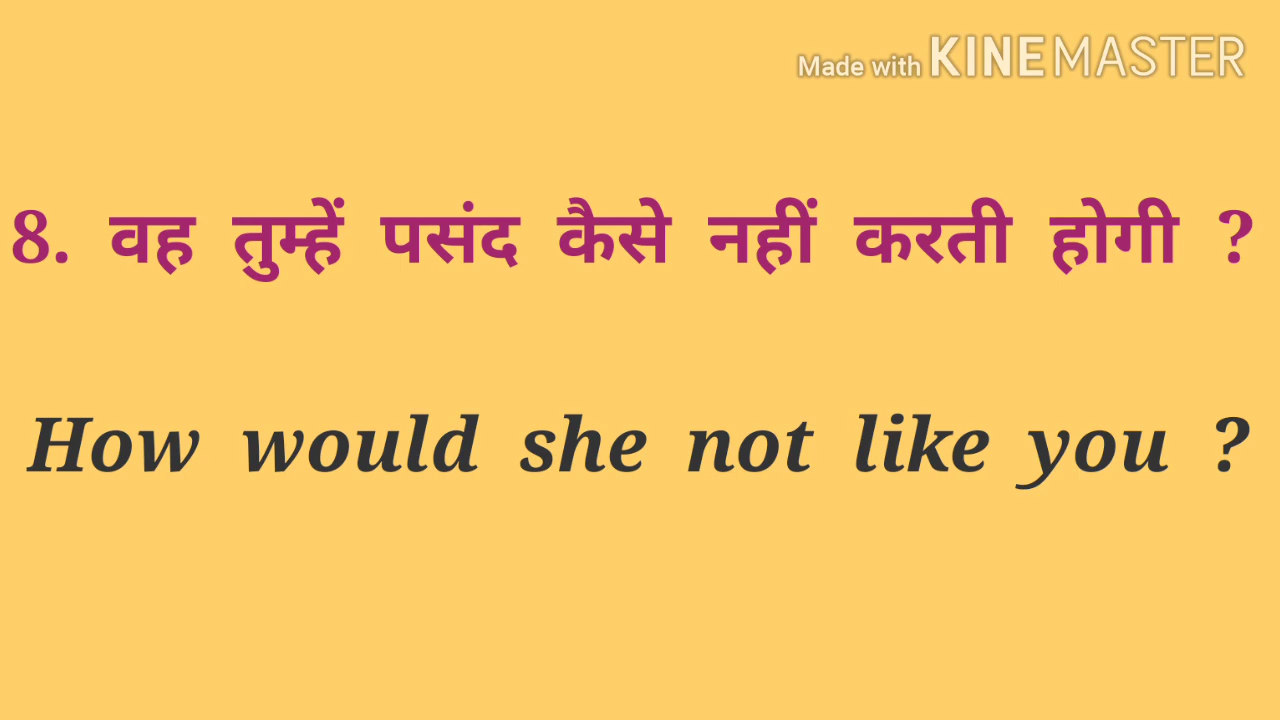 Made with KINEMASTER
8. वह तुम्हें पसंद कैसे नहीं करती होगी ?
How would she not like you ?